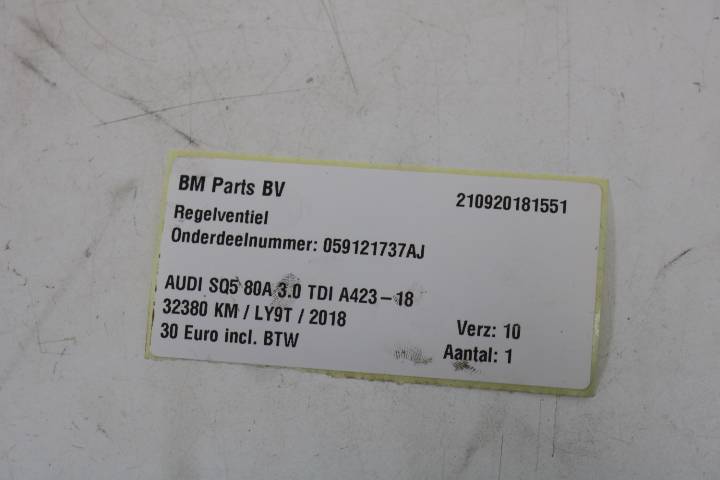 BM Parts BV 210920181551
Regelventiel
Onderdeelnummer: 059121737AJ
AUDI SQ5 80A 3.0 TDI A423-18
32380 KM / LY9T / 2018 Verz: 10
30 Euro incl. BTW Aantal: 1